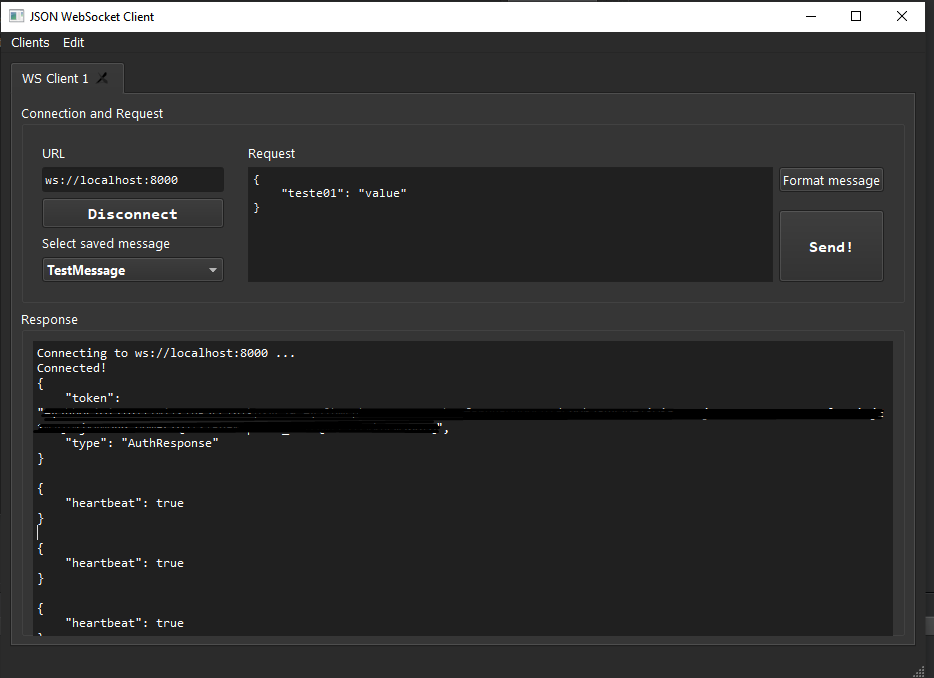 JSON WebSocket Client
Clients Edit
WS Client 1
Connection and Request
URL
ws://localhost:8000
Disconnect
Select saved message
TestMessage
Request
{
    "teste01": "value"
}
Format message
Send!
Response
Connecting to ws://localhost:8000 ...
Connected!
{
    "token":
"
",
    "type": "AuthResponse"
}
{
    "heartbeat": true
}
{
    "heartbeat": true
}
{
    "heartbeat": true